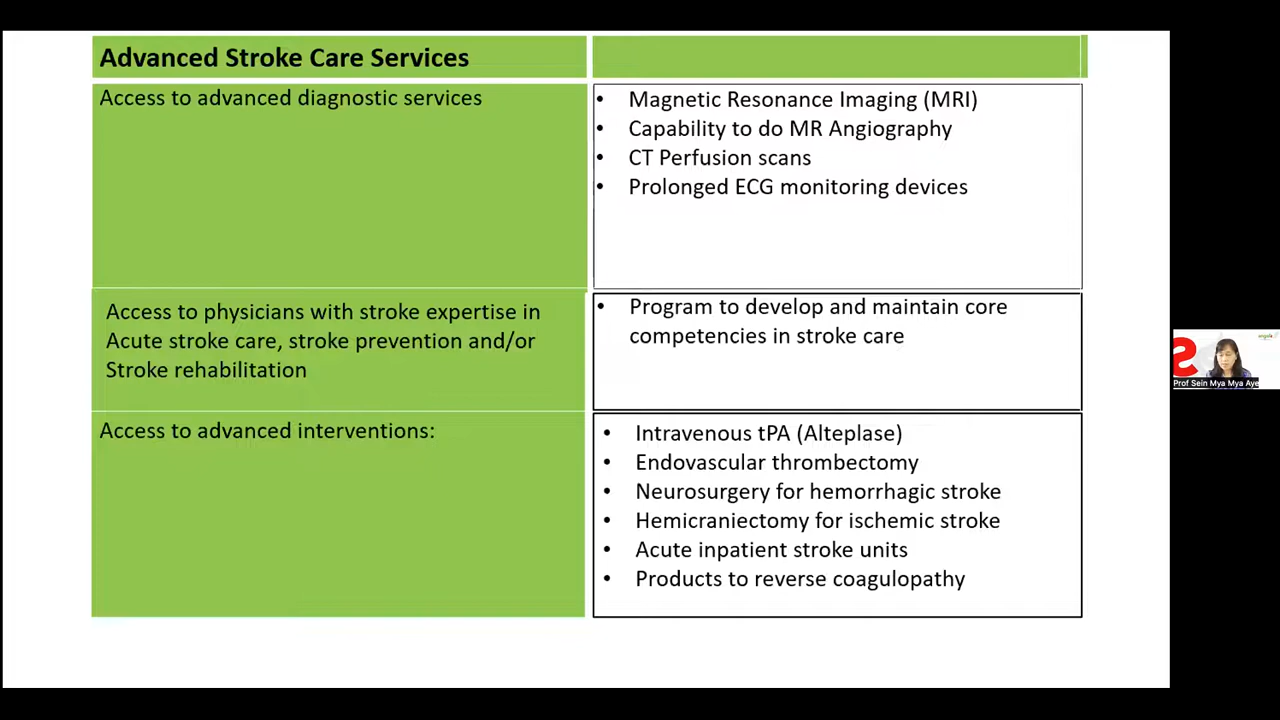 Advanced Stroke Care Services
Access to advanced diagnostic services
• Magnetic Resonance Imaging (MRI)
• Capability to do MR Angiography
• CT Perfusion scans
• Prolonged ECG monitoring devices
Access to physicians with stroke expertise in
Acute stroke care, stroke prevention and/or
Stroke rehabilitation
• Program to develop and maintain core
competencies in stroke care
Access to advanced interventions:
• Intravenous tPA (Alteplase)
• Endovascular thrombectomy
• Neurosurgery for hemorrhagic stroke
• Hemicraniectomy for ischemic stroke
• Acute inpatient stroke units
• Products to reverse coagulopathy
S
Prof Sein Mya Mya Aye